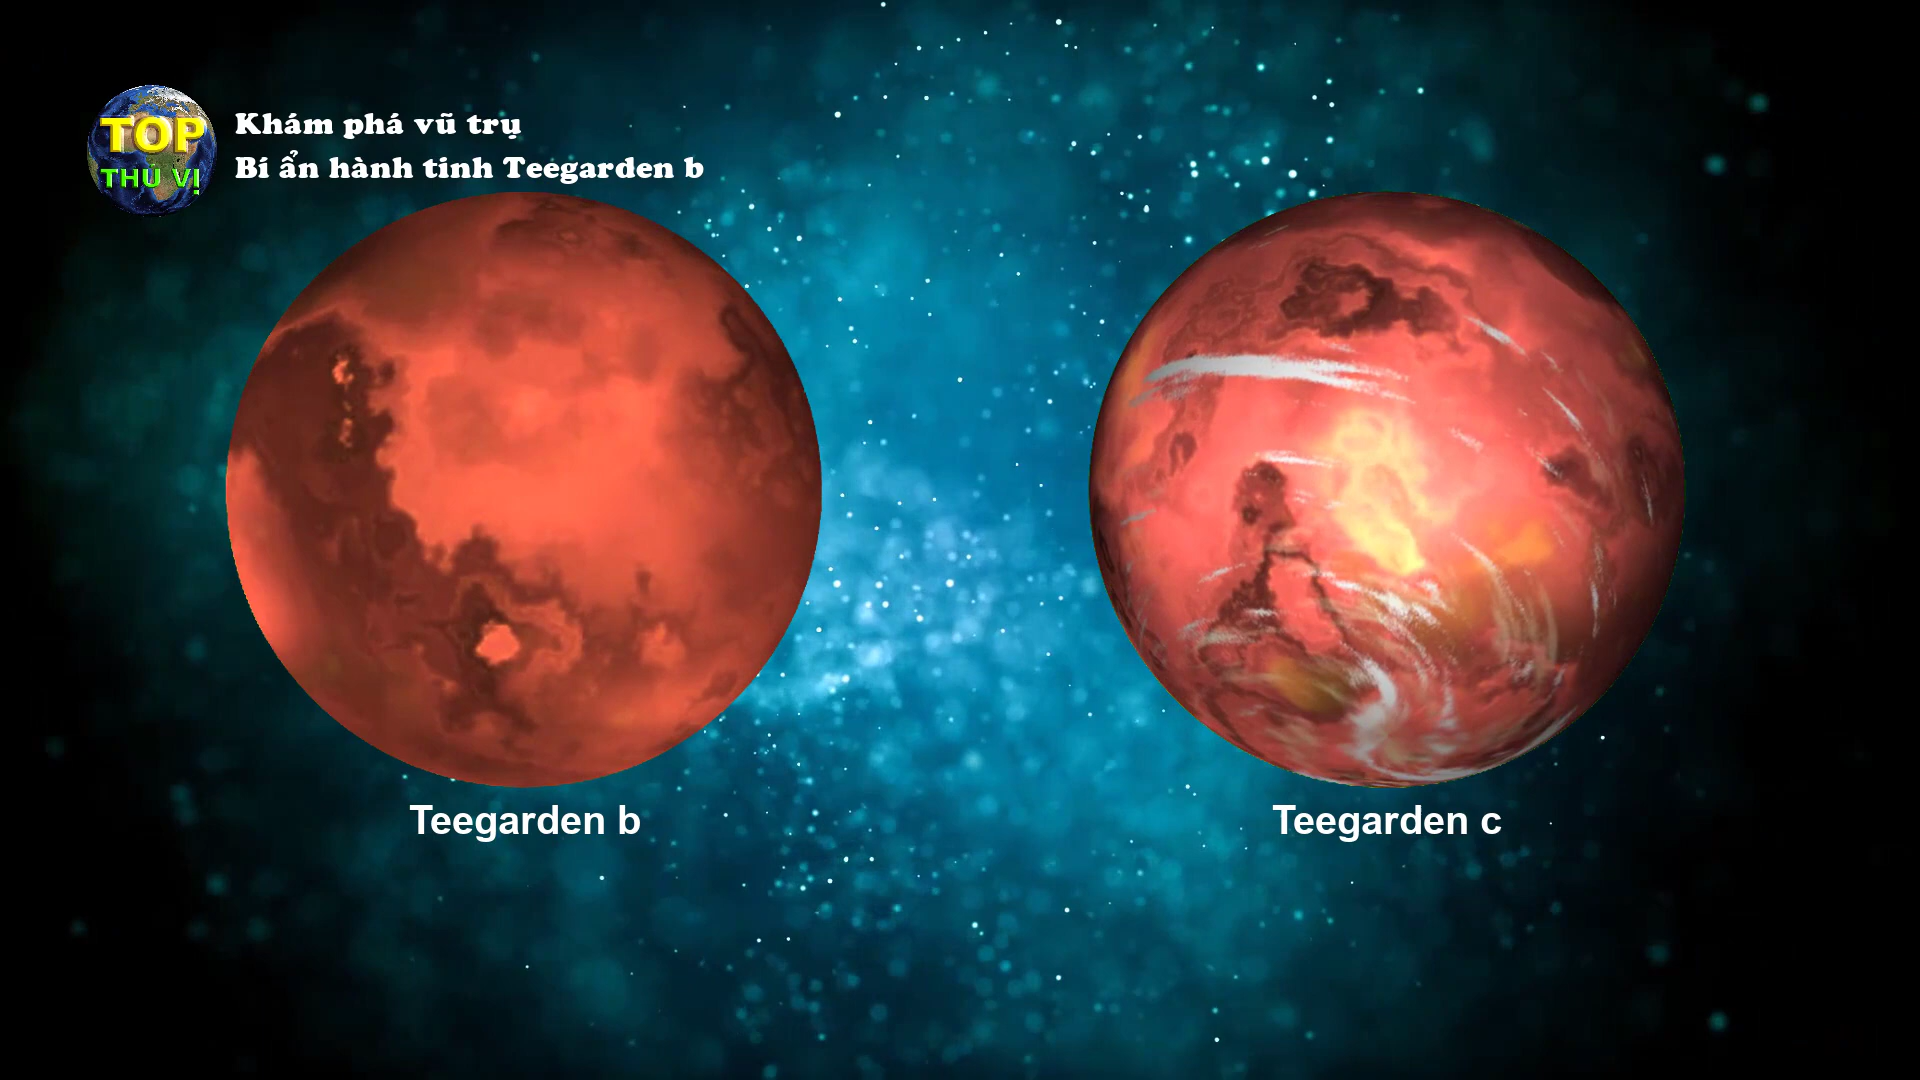 TOP
THÚ VỊ
Khám phá vũ trụ
Bí ẩn hành tinh Teegarden b
Teegarden b
Teegarden c